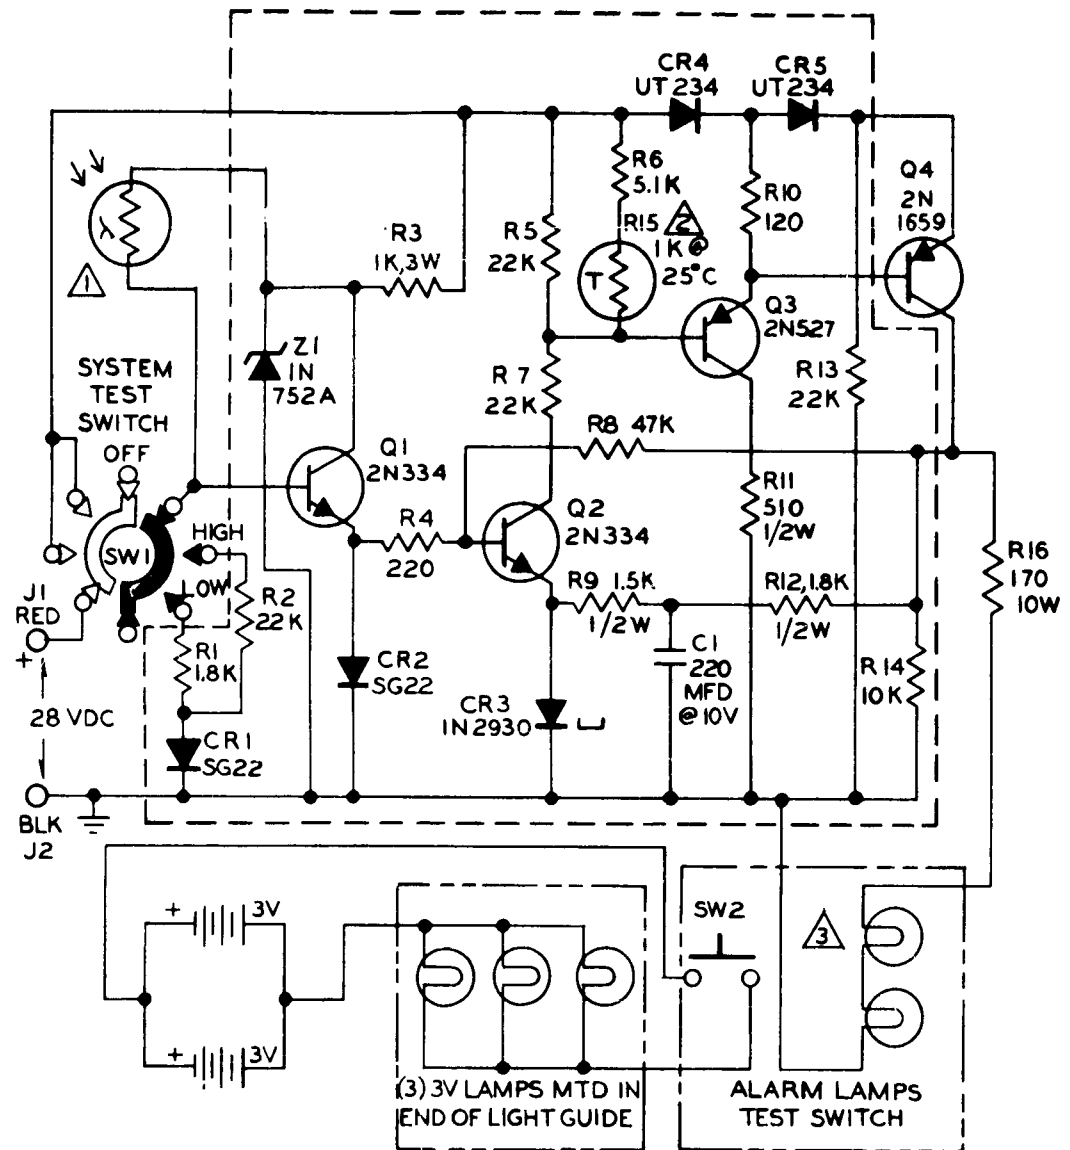 CR4
UT 234
CR5
UT 234
R6
5.1K
R10
120
Q4
2N
1659
R5
22K
R15
2
1K @
25°C
T
R3
1K,3W
λ
1
Q3
2N527
Z1
IN
752A
SYSTEM
TEST
SWITCH
OFF
R7
22K
R13
22K
R8 47K
Q1
2N334
R11
510
1/2W
Q2
2N334
R4
220
HIGH
SW1
LOW
R16
170
10W
J1
RED
+
R2
22K
R9 1.5K
1/2W
R12,1.8K
1/2W
R1
1.8K
C1
220
MFD
@ 10V
CR2
SG22
R14
10K
CR3
IN2930
28 VDC
CR1
SG22
BLK
J2
+ 3V
+ 3V
SW2
3
(3) 3V LAMPS MTD IN
END OF LIGHT GUIDE
ALARM LAMPS
TEST SWITCH